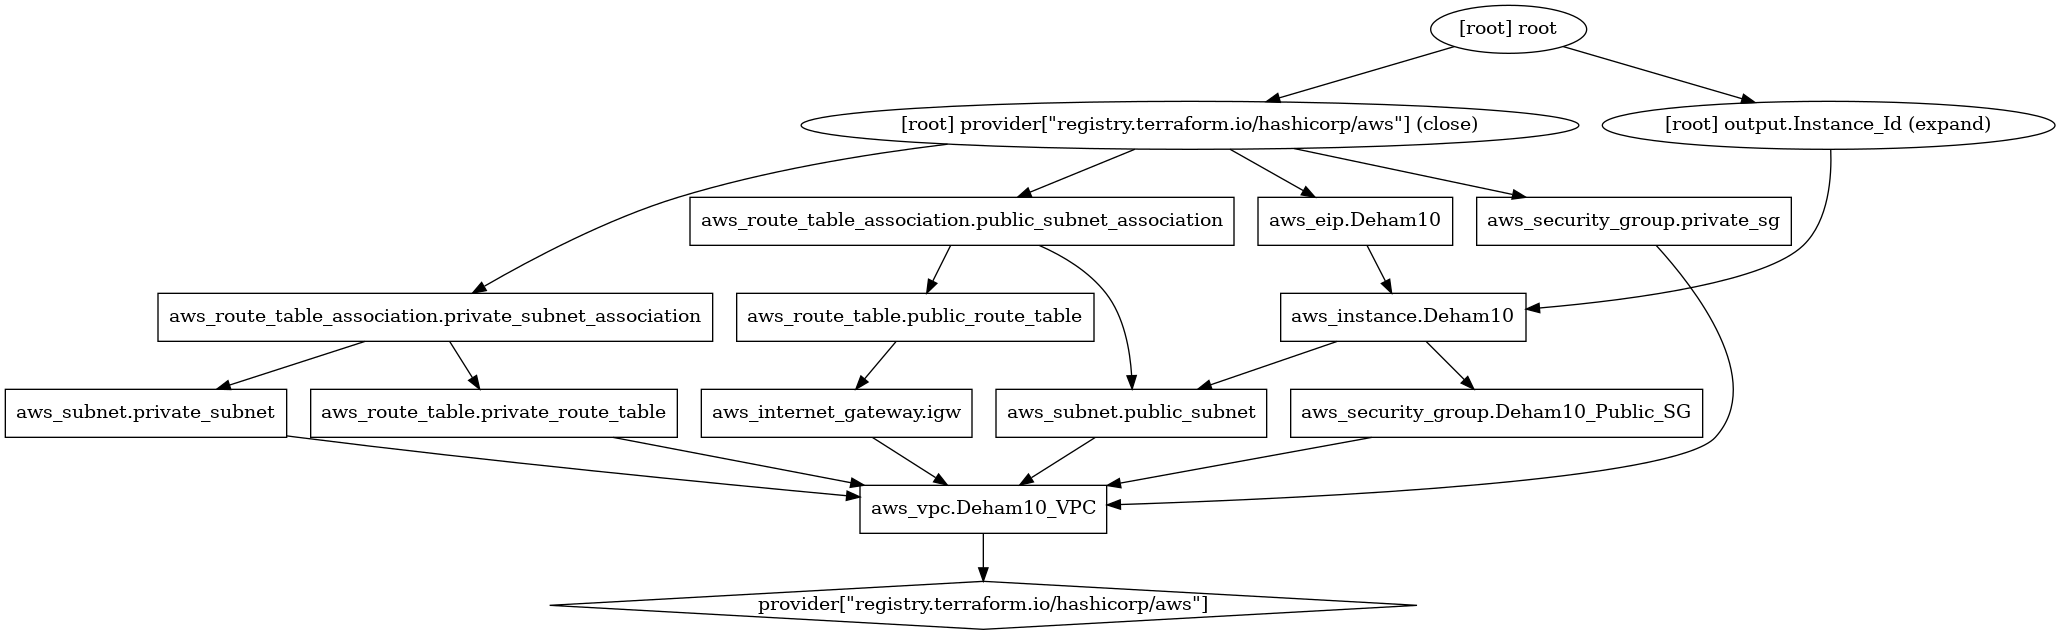 [root] root
[root] provider[\"registry.terraform.io/hashicorp/aws\"] (close)
[root] output.Instance_Id (expand)
aws_route_table_association.public_subnet_association
aws_eip.Deham10
aws_security_group.private_sg
aws_route_table_association.private_subnet_association
aws_route_table.public_route_table
aws_instance.Deham10
aws_subnet.private_subnet
aws_route_table.private_route_table
aws_internet_gateway.igw
aws_subnet.public_subnet
aws_security_group.Deham10_Public_SG
aws_vpc.Deham10_VPC
provider[\"registry.terraform.io/hashicorp/aws\"]